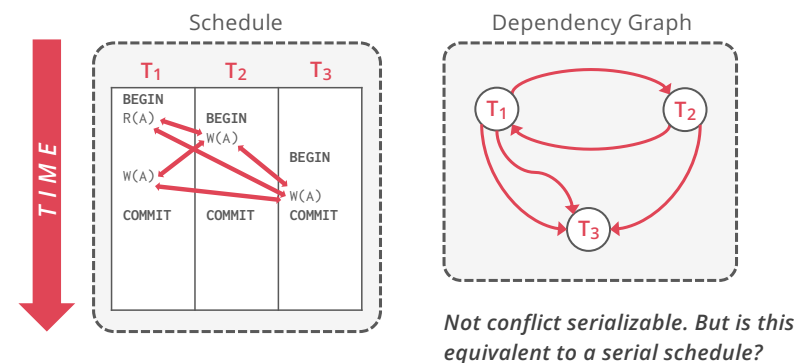 Schedule
Dependency Graph
TIME
T1 T2 T3
BEGIN
R(A)
BEGIN
W(A)
BEGIN
W(A)
W(A)
COMMIT COMMIT COMMIT
T1
T2
T3
Not conflict serializable. But is this
equivalent to a serial schedule?